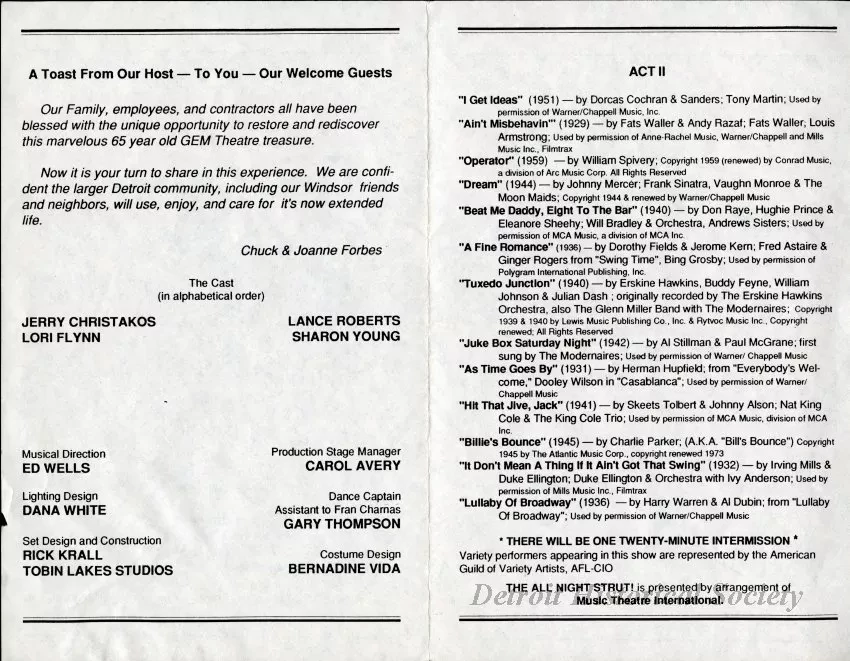 A Toast From Our Host — To You — Our Welcome Guests
Our Family, employees, and contractors all have been
blessed with the unique opportunity to restore and rediscover
this marvelous 65 year old GEM Theatre treasure.
Now it is your turn to share in this experience. We are confi-
dent the larger Detroit community, including our Windsor friends
and neighbors, will use, enjoy, and care for it's now extended
life.
Chuck & Joanne Forbes
The Cast
(in alphabetical order)
JERRY CHRISTAKOS
LANCE ROBERTS
LORI FLYNN
SHARON YOUNG
Musical Direction
ED WELLS
Production Stage Manager
CAROL AVERY
Lighting Design
DANA WHITE
Dance Captain
Assistant to Fran Charnas
GARY THOMPSON
Set Design and Construction
RICK KRALL
TOBIN LAKES STUDIOS
Costume Design
BERNADINE VIDA
ACT II
"I Get Ideas" (1951) — by Dorcas Cochran & Sanders; Tony Martin; Used by
permission of Warner/Chappell Music, Inc.
"Ain't Misbehavin'" (1929) — by Fats Waller & Andy Razaf; Fats Waller, Louis
Armstrong; Used by permission of Anne-Rachel Music, Warner/Chappell and Mills
Music Inc., Filmtrax
"Operator" (1959) — by William Spivery; Copyright 1959 (renewed) by Conrad Music,
a division of Arc Music Corp. All Rights Reserved
"Dream" (1944) — by Johnny Mercer; Frank Sinatra, Vaughn Monroe & The
Moon Maids; Copyright 1944 & renewed by Warner/Chappell Music
"Beat Me Daddy, Eight To The Bar" (1940) — by Don Raye, Hughie Prince &
Eleanore Sheehy; Will Bradley & Orchestra, Andrews Sisters; Used by
permission of MCA Music, a division of MCA Inc.
"A Fine Romance" (1936) — by Dorothy Fields & Jerome Kern; Fred Astaire &
Ginger Rogers from "Swing Time", Bing Grosby; Used by permission of
Polygram International Publishing, Inc.
"Tuxedo Junction" (1940) — by Erskine Hawkins, Buddy Feyne, William
Johnson & Julian Dash ; originally recorded by The Erskine Hawkins
Orchestra, also The Glenn Miller Band with The Modernaires; Copyright
1939 & 1940 by Lewis Music Publishing Co., Inc. & Rytvoc Music Inc., Copyright
renewed; All Rights Reserved
"Juke Box Saturday Night" (1942) — by Al Stillman & Paul McGrane; first
sung by The Modernaires; Used by permission of Warner/ Chappell Music
"As Time Goes By" (1931) — by Herman Hupfield; from "Everybody's Wel-
come," Dooley Wilson in "Casablanca"; Used by permission of Warner/
Chappell Music
"Hit That Jive, Jack" (1941) — by Skeets Tolbert & Johnny Alson; Nat King
Cole & The King Cole Trio; Used by permission of MCA Music, division of MCA
Inc.
"Billie's Bounce" (1945) — by Charlie Parker; (A.K.A. "Bill's Bounce") Copyright
1945 by The Atlantic Music Corp., copyright renewed 1973
"It Don't Mean A Thing If It Ain't Got That Swing" (1932) — by Irving Mills &
Duke Ellington; Duke Ellington & Orchestra with Ivy Anderson; Used by
permission of Mills Music Inc., Filmtrax
"Lullaby Of Broadway" (1936) — by Harry Warren & Al Dubin; from "Lullaby
Of Broadway"; Used by permission of Warner/Chappell Music
* THERE WILL BE ONE TWENTY-MINUTE INTERMISSION *
Variety performers appearing in this show are represented by the American
Guild of Variety Artists, AFL-CIO
THE ALL NIGHT STRUT! is presented by arrangement of
Music Theatre International.
Detroit Historical Society